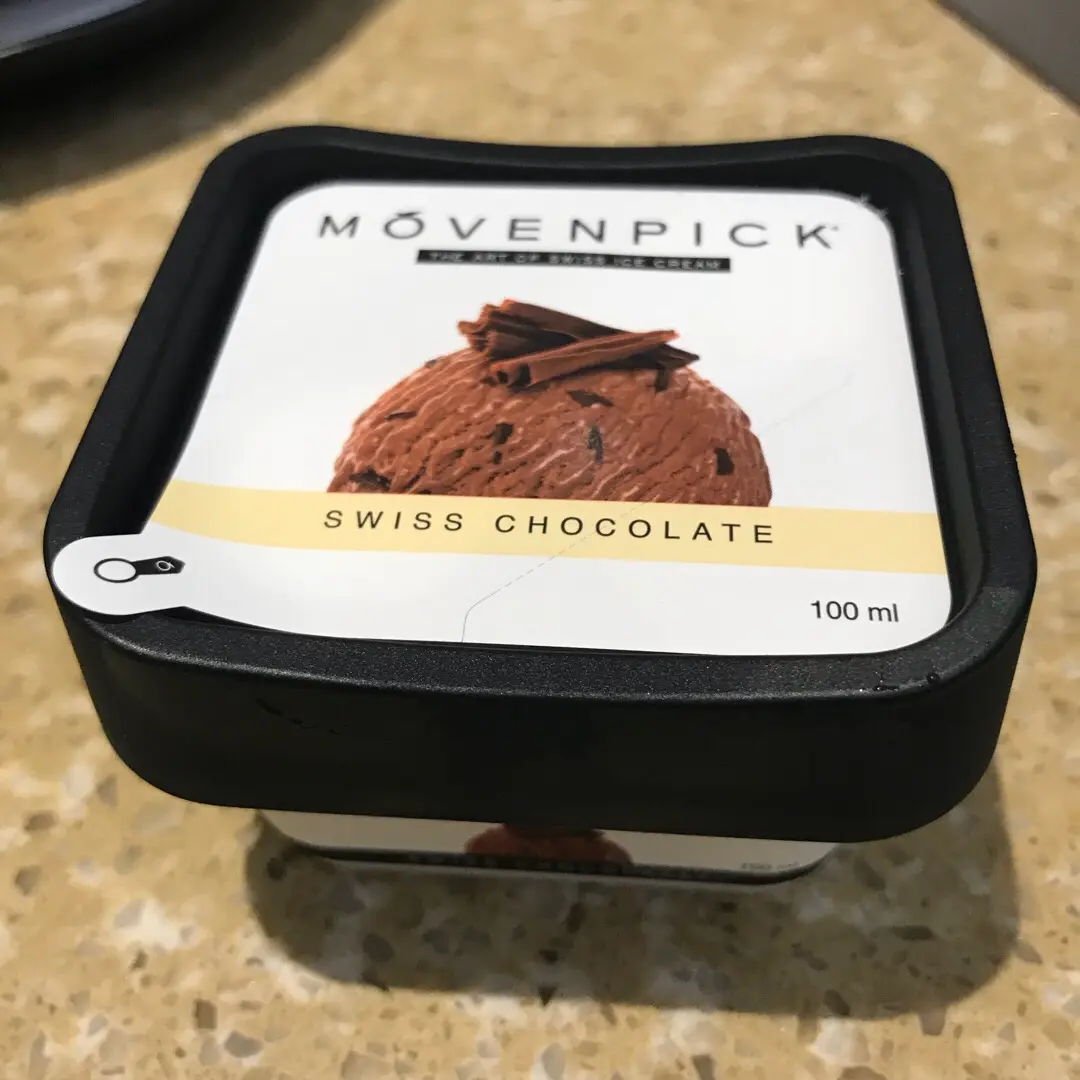 MÖVENPICK
THE ART OF SWISS ICE CREAM
SWISS CHOCOLATE
100 ml